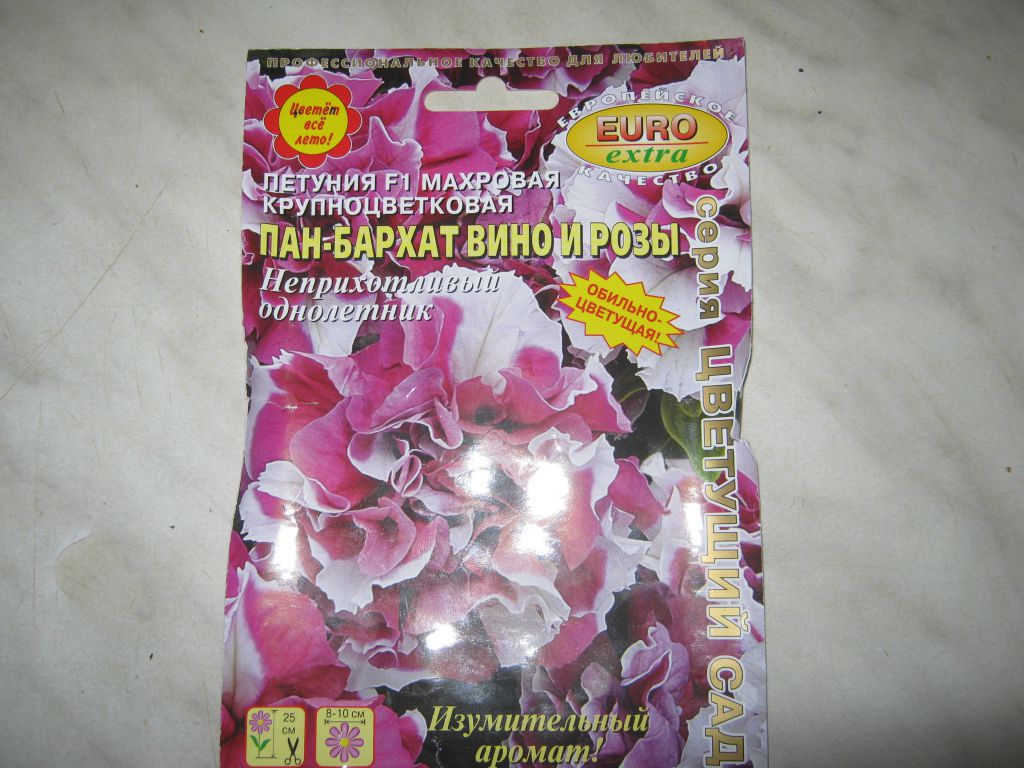 ПРОФЕССИОНАЛЬНОЕ КАЧЕСТВО ДЛЯ ЛЮБИТЕЛЕЙ
Цветёт
всё
лето!
ЕВРОПЕЙСКОЕ
EURO
extra
КАЧЕСТВО
ПЕТУНИЯ F1 МАХРОВАЯ
КРУПНОЦВЕТКОВАЯ
ПАН-БАРХАТ ВИНО И РОЗЫ
Неприхотливый
однолетник
ОБИЛЬНО-
ЦВЕТУЩАЯ!
серия ЦВЕТУЩИЙ САД
25
СМ
8-10 СМ
Изумительный
аромат!